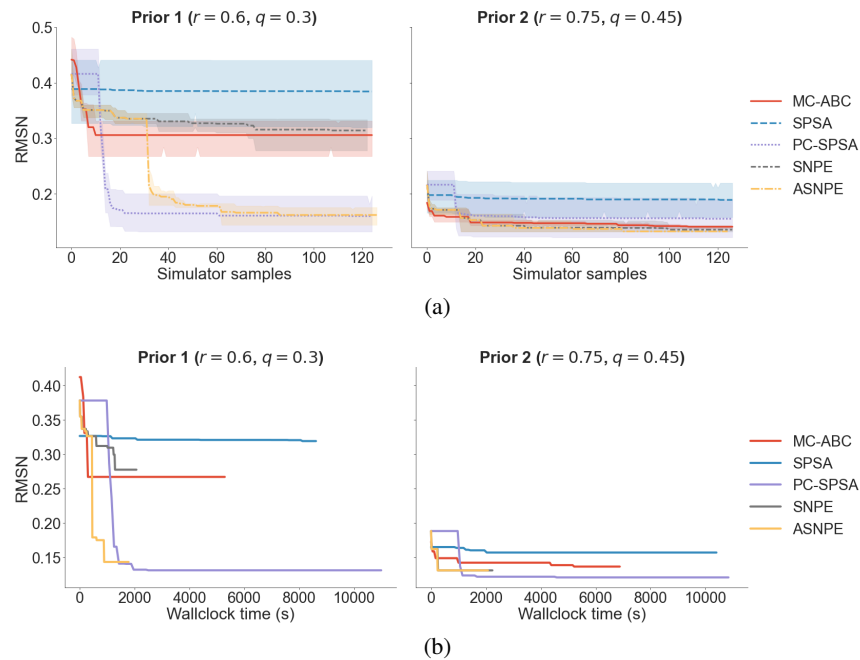 Prior 1 (r = 0.6, q = 0.3)
Prior 2 (r = 0.75, q = 0.45)
0.5
0.4
0.3
0.2
RMSN
0 20 40 60 80 100 120
0 20 40 60 80 100 120
Simulator samples
Simulator samples
MC-ABC
SPSA
PC-SPSA
SNPE
ASNPE
(a)
Prior 1 (r = 0.6, q = 0.3)
Prior 2 (r = 0.75, q = 0.45)
0.40
0.35
0.30
0.25
0.20
0.15
RMSN
0 2000 4000 6000 8000 10000
0 2000 4000 6000 8000 10000
Wallclock time (s)
Wallclock time (s)
MC-ABC
SPSA
PC-SPSA
SNPE
ASNPE
(b)